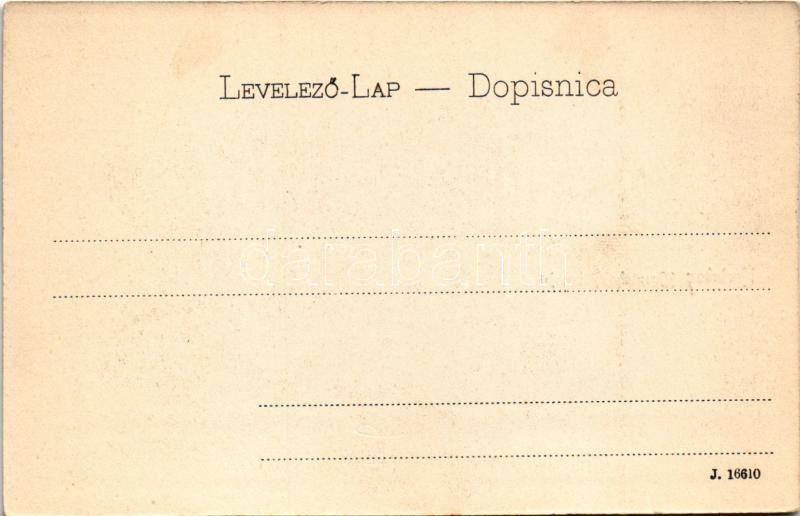 Levelező-Lap — Dopisnica
darabanth
J. 16610